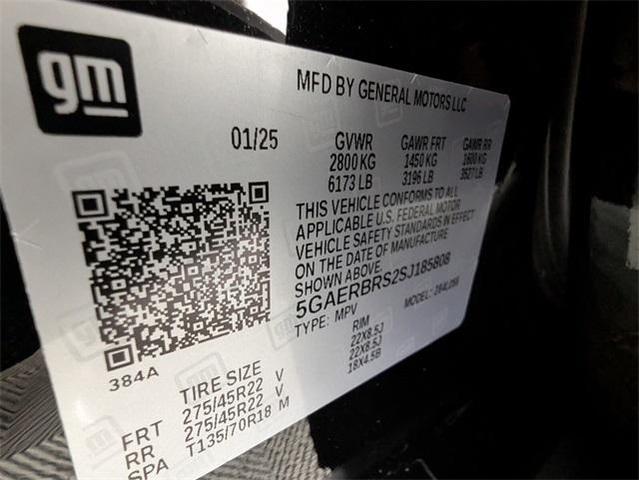 gm
MFD BY GENERAL MOTORS LLC
01/25 GVWR GAWR FRT GAWR RR
2800 KG 1450 KG 1600 KG
6173 LB 3196 LB 3527 LB
THIS VEHICLE CONFORMS TO ALL
APPLICABLE U.S. FEDERAL MOTOR
VEHICLE SAFETY STANDARDS IN EFFECT
ON THE DATE OF MANUFACTURE
SHOWN ABOVE.
5GAERBRS2SJ185808
TYPE: MPV MODEL:
384A
TIRE SIZE RIM
FRT 275/45R22 V 22X8.5J
RR 275/45R22 V 22X8.5J
SPA T135/70R18 M 18X4.5B